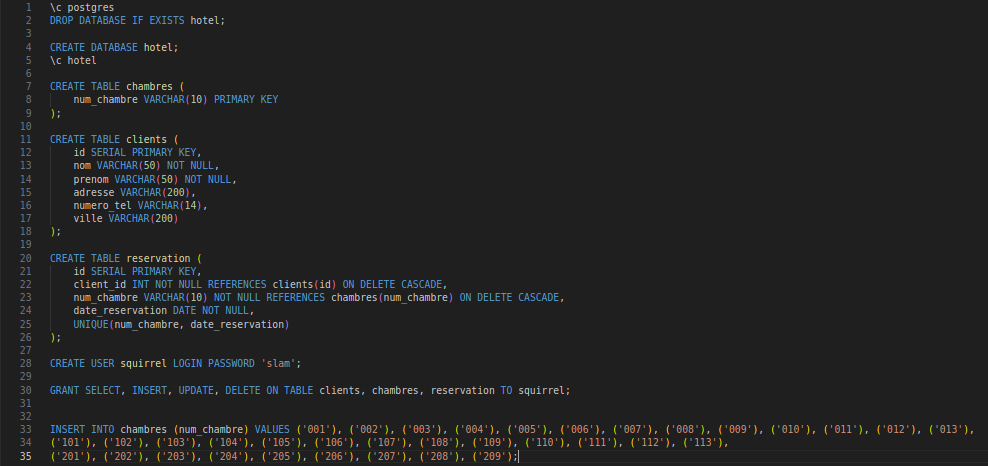 1 \c postgres
2 DROP DATABASE IF EXISTS hotel;
3
4 CREATE DATABASE hotel;
5 \c hotel
6
7 CREATE TABLE chambres (
8     num_chambre VARCHAR(10) PRIMARY KEY
9 );
10
11 CREATE TABLE clients (
12     id SERIAL PRIMARY KEY,
13     nom VARCHAR(50) NOT NULL,
14     prenom VARCHAR(50) NOT NULL,
15     adresse VARCHAR(200),
16     numero_tel VARCHAR(14),
17     ville VARCHAR(200)
18 );
19
20 CREATE TABLE reservation (
21     id SERIAL PRIMARY KEY,
22     client_id INT NOT NULL REFERENCES clients(id) ON DELETE CASCADE,
23     num_chambre VARCHAR(10) NOT NULL REFERENCES chambres(num_chambre) ON DELETE CASCADE,
24     date_reservation DATE NOT NULL,
25     UNIQUE(num_chambre, date_reservation)
26 );
27
28 CREATE USER squirrel LOGIN PASSWORD 'slam';
29
30 GRANT SELECT, INSERT, UPDATE, DELETE ON TABLE clients, chambres, reservation TO squirrel;
31
32
33 INSERT INTO chambres (num_chambre) VALUES ('001'), ('002'), ('003'), ('004'), ('005'), ('006'), ('007'), ('008'), ('009'), ('010'), ('011'), ('012'), ('013'),
34 ('101'), ('102'), ('103'), ('104'), ('105'), ('106'), ('107'), ('108'), ('109'), ('110'), ('111'), ('112'), ('113'),
35 ('201'), ('202'), ('203'), ('204'), ('205'), ('206'), ('207'), ('208'), ('209');